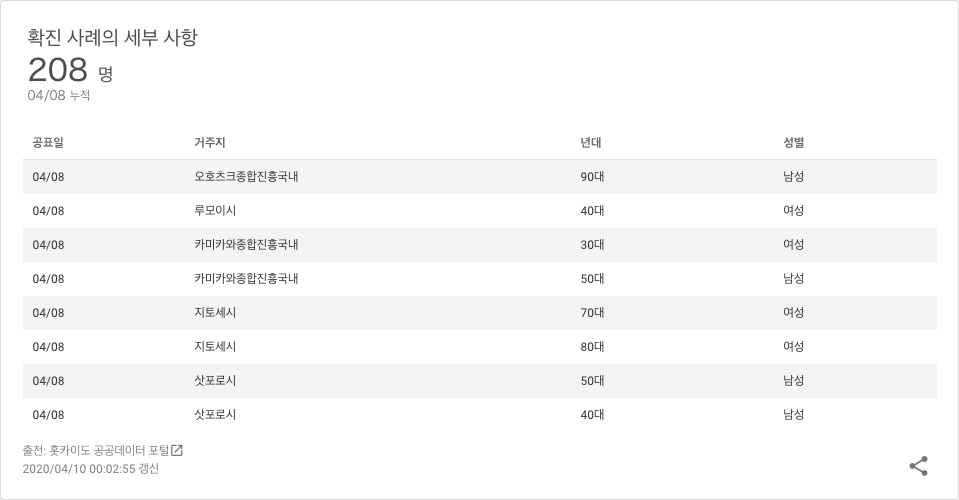 확진 사례의 세부 사항
208 명
04/08 누적
공표일 거주지 년대 성별
04/08 오호츠크종합진흥국내 90대 남성
04/08 루모이시 40대 여성
04/08 카미카와종합진흥국내 30대 여성
04/08 카미카와종합진흥국내 50대 남성
04/08 지토세시 70대 여성
04/08 지토세시 80대 여성
04/08 삿포로시 50대 남성
04/08 삿포로시 40대 남성
출전: 홋카이도 공공데이터 포털
2020/04/10 00:02:55 갱신